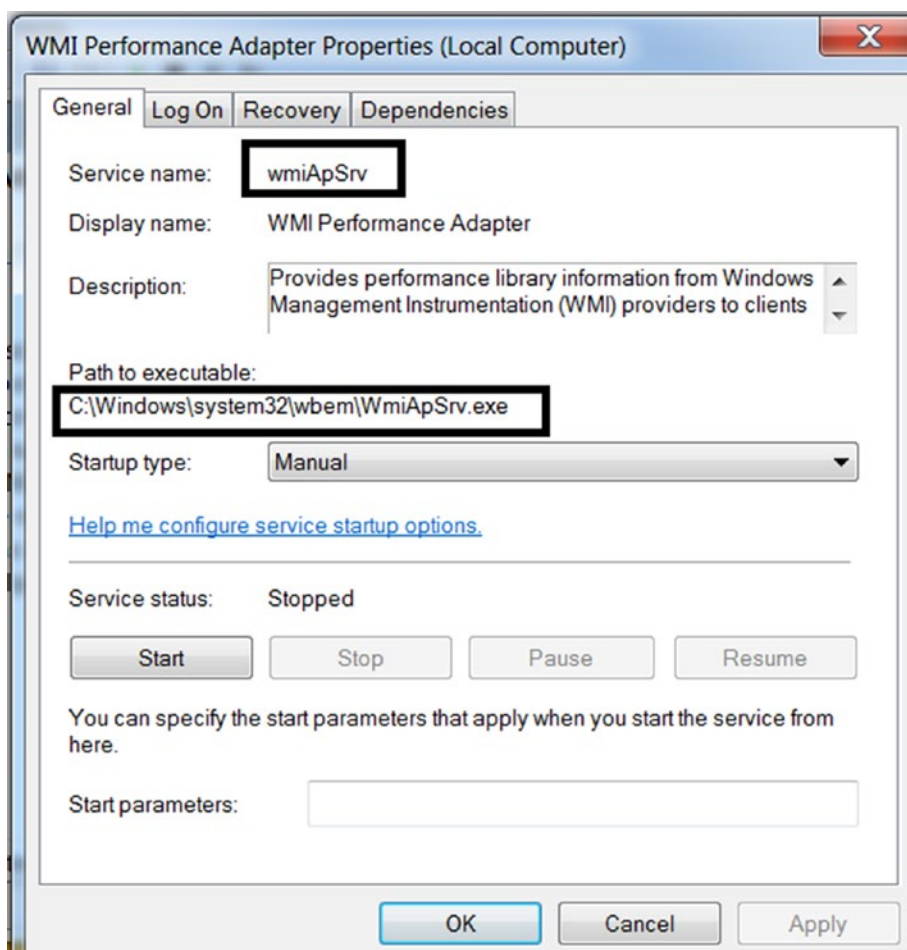 WMI Performance Adapter Properties (Local Computer)
General Log On Recovery Dependencies
Service name: wmiApSrv
Display name: WMI Performance Adapter
Description: Provides performance library information from Windows
Management Instrumentation (WMI) providers to clients
Path to executable:
C:\Windows\system32\wbem\WmiApSrv.exe
Startup type: Manual
Help me configure service startup options.
Service status: Stopped
Start Stop Pause Resume
You can specify the start parameters that apply when you start the service from
here.
Start parameters:
OK Cancel Apply